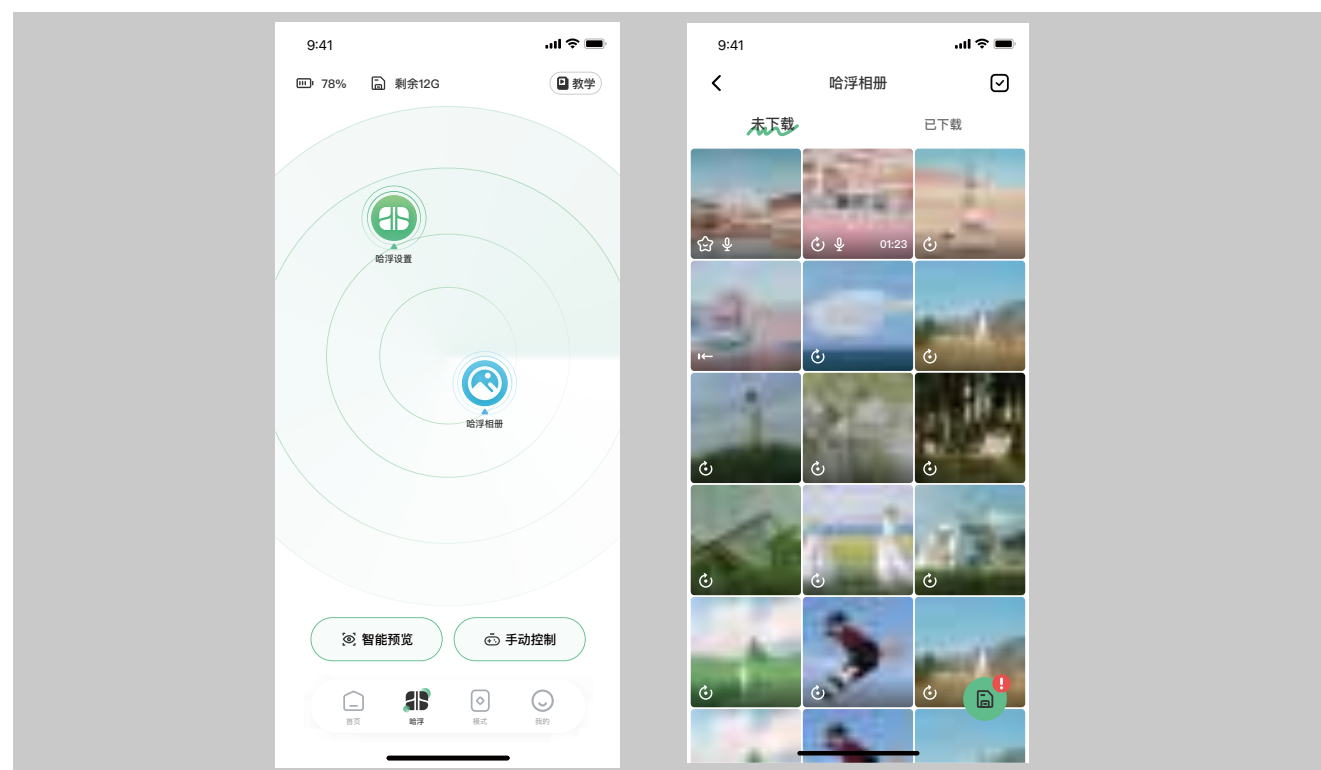 9:41
78%
剩余12G
教学
哈浮设置
哈浮相册
智能预览
手动控制
首页
哈浮
模式
我的
9:41
哈浮相册
未下载
已下载
01:23